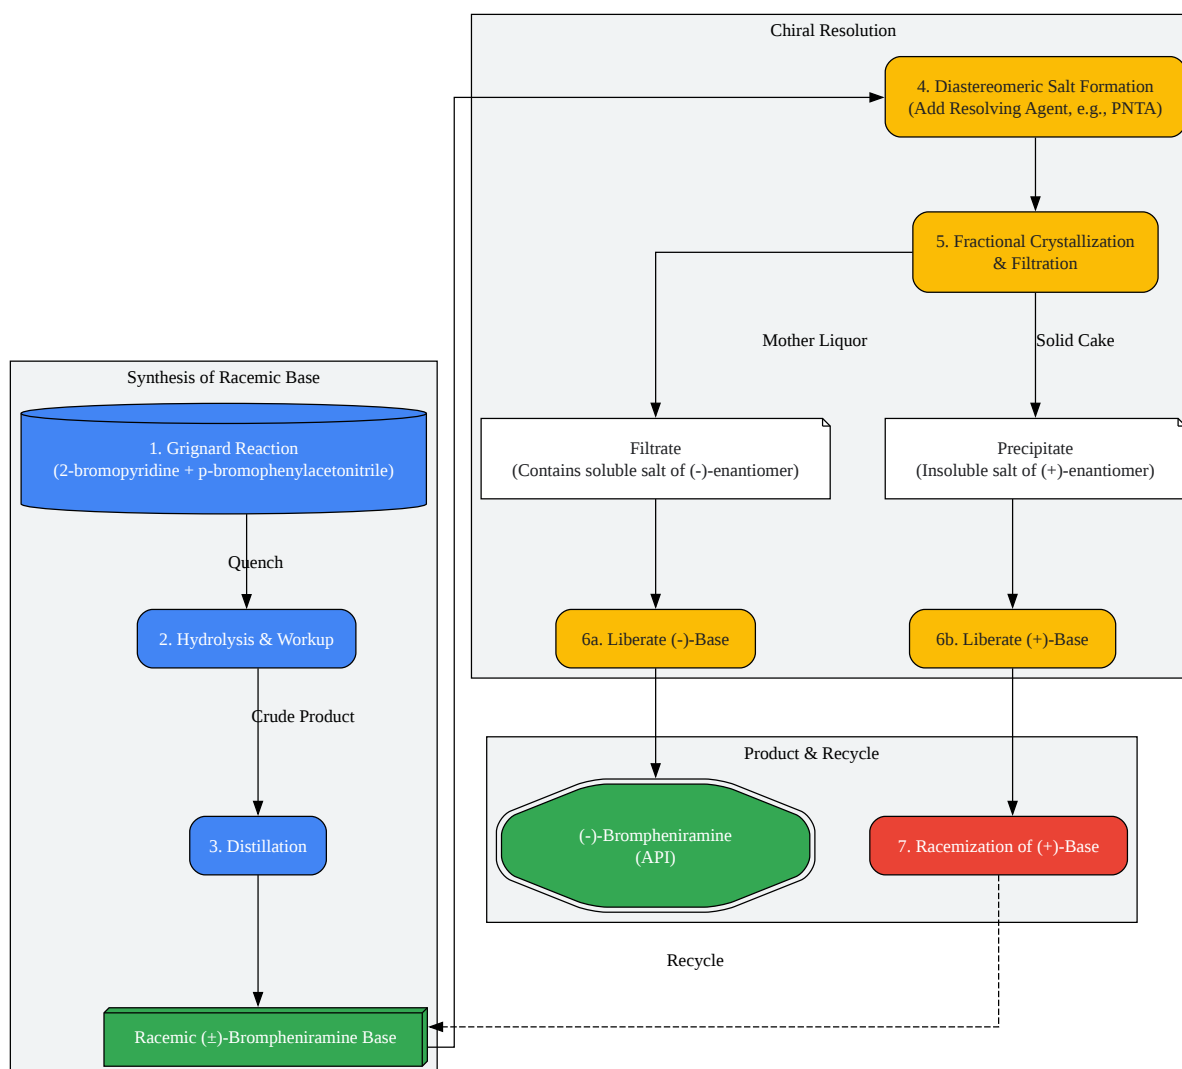 Chiral Resolution
4. Diastereomeric Salt Formation
(Add Resolving Agent, e.g., PNTA)
5. Fractional Crystallization
& Filtration
Mother Liquor
Solid Cake
Filtrate
(Contains soluble salt of (-)-enantiomer)
Precipitate
(Insoluble salt of (+)-enantiomer)
6a. Liberate (-)-Base
6b. Liberate (+)-Base
Synthesis of Racemic Base
1. Grignard Reaction
(2-bromopyridine + p-bromophenylacetonitrile)
Quench
2. Hydrolysis & Workup
Crude Product
3. Distillation
Racemic (±)-Brompheniramine Base
Product & Recycle
(-)-Brompheniramine
(API)
7. Racemization of (+)-Base
Recycle